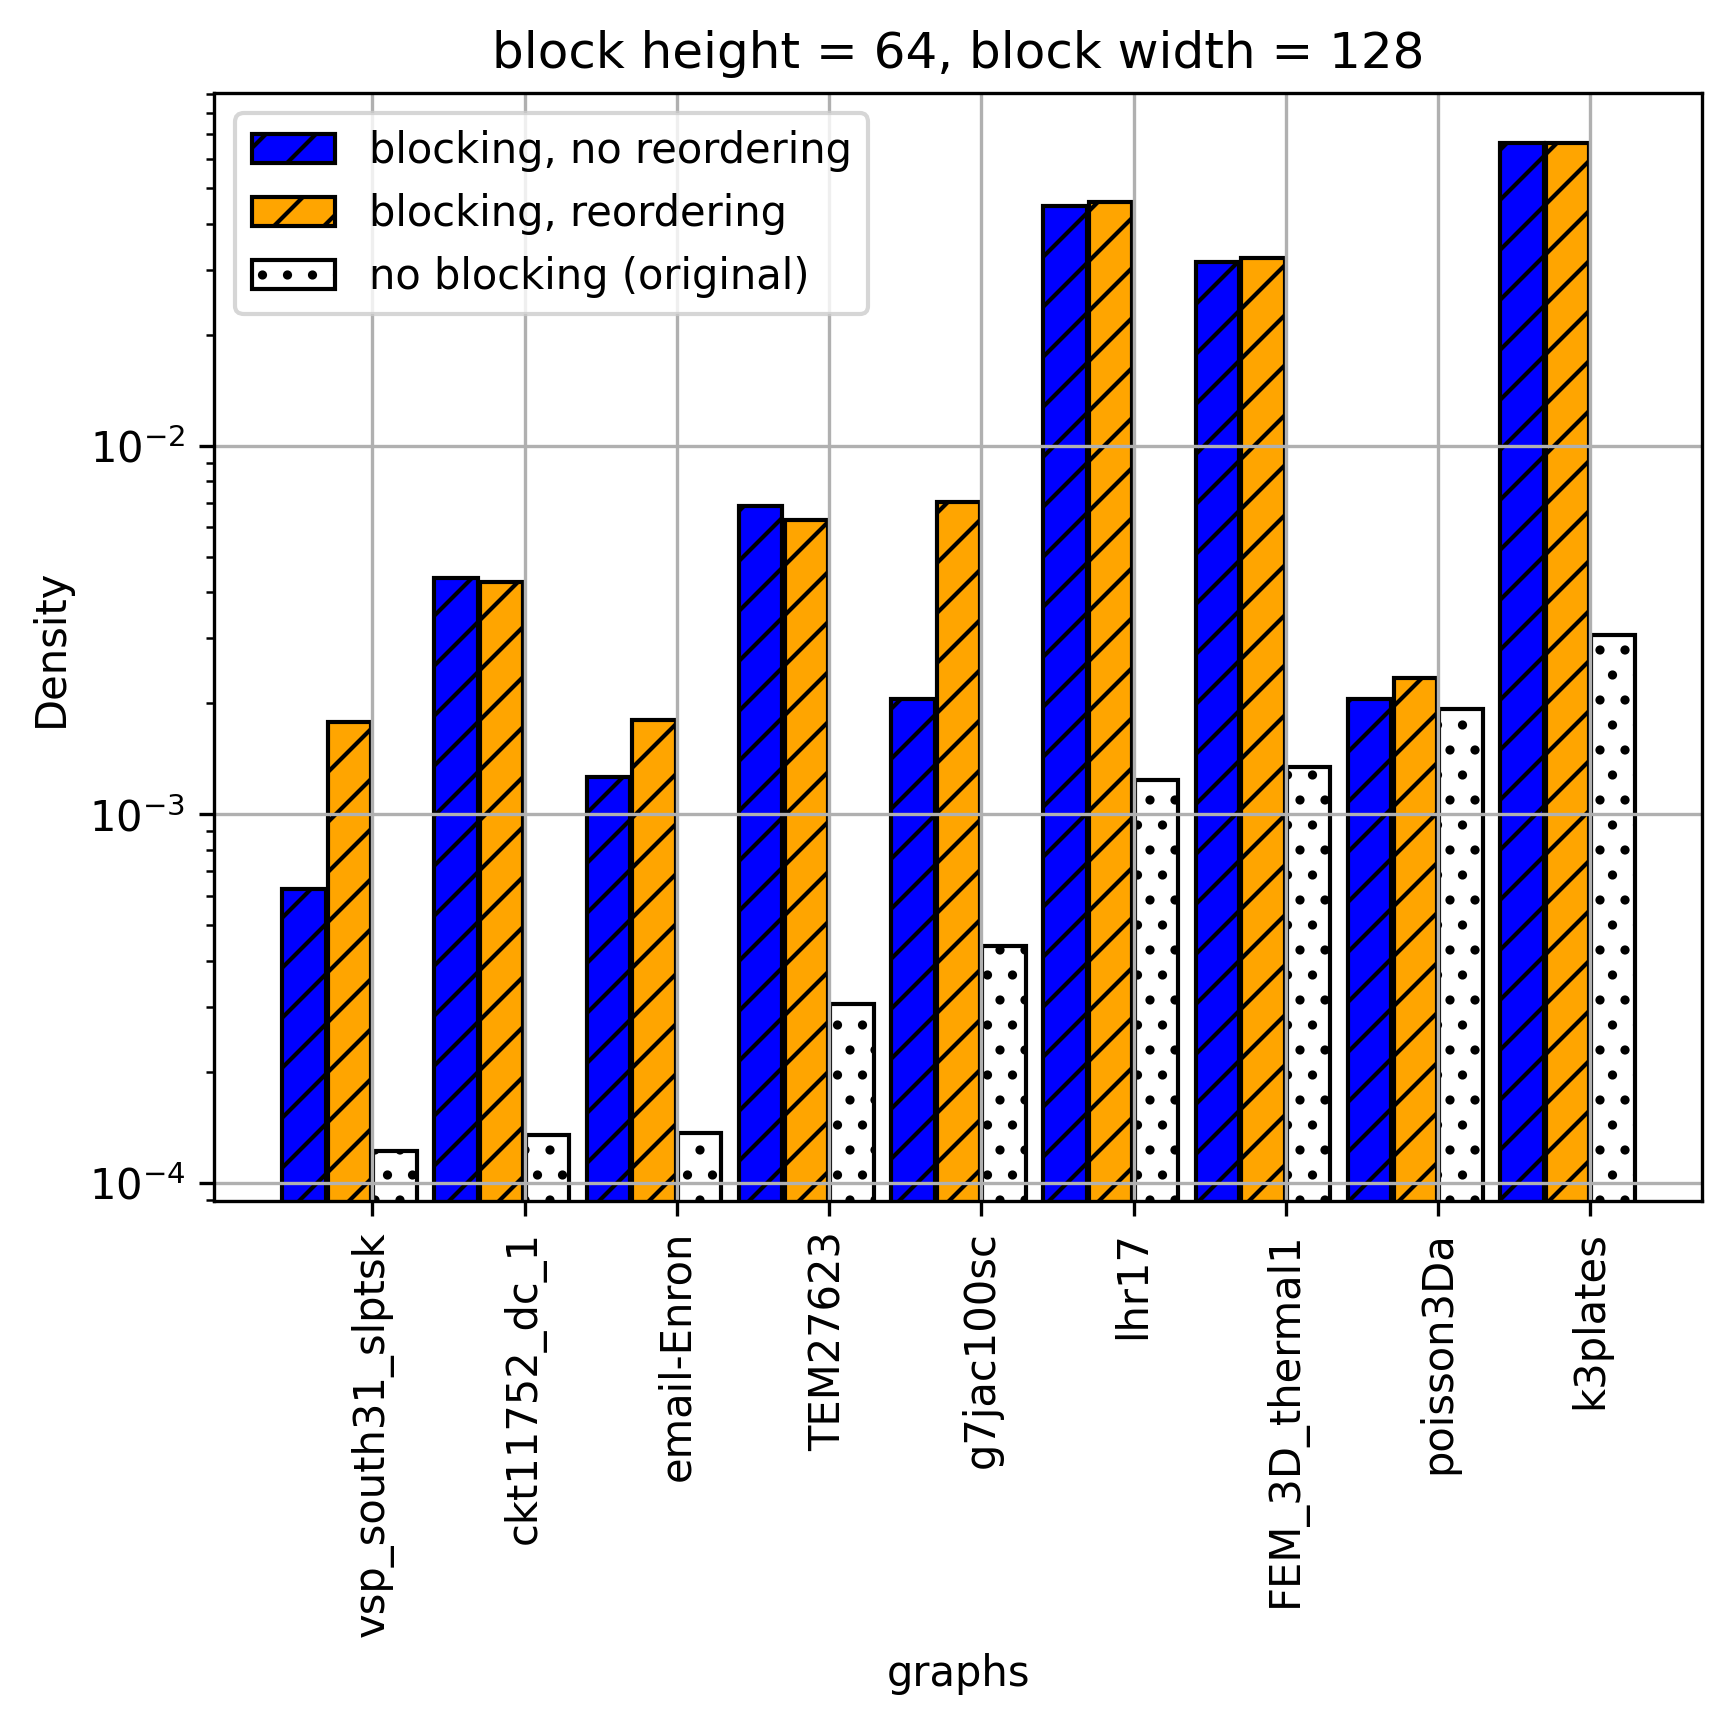 block height = 64, block width = 128
blocking, no reordering
blocking, reordering
no blocking (original)
Density
10⁻²
10⁻³
10⁻⁴
vsp_south31_slptsk
ckt11752_dc_1
email-Enron
TEM27623
g7jac100sc
lhr17
FEM_3D_thermal1
poisson3Da
k3plates
graphs